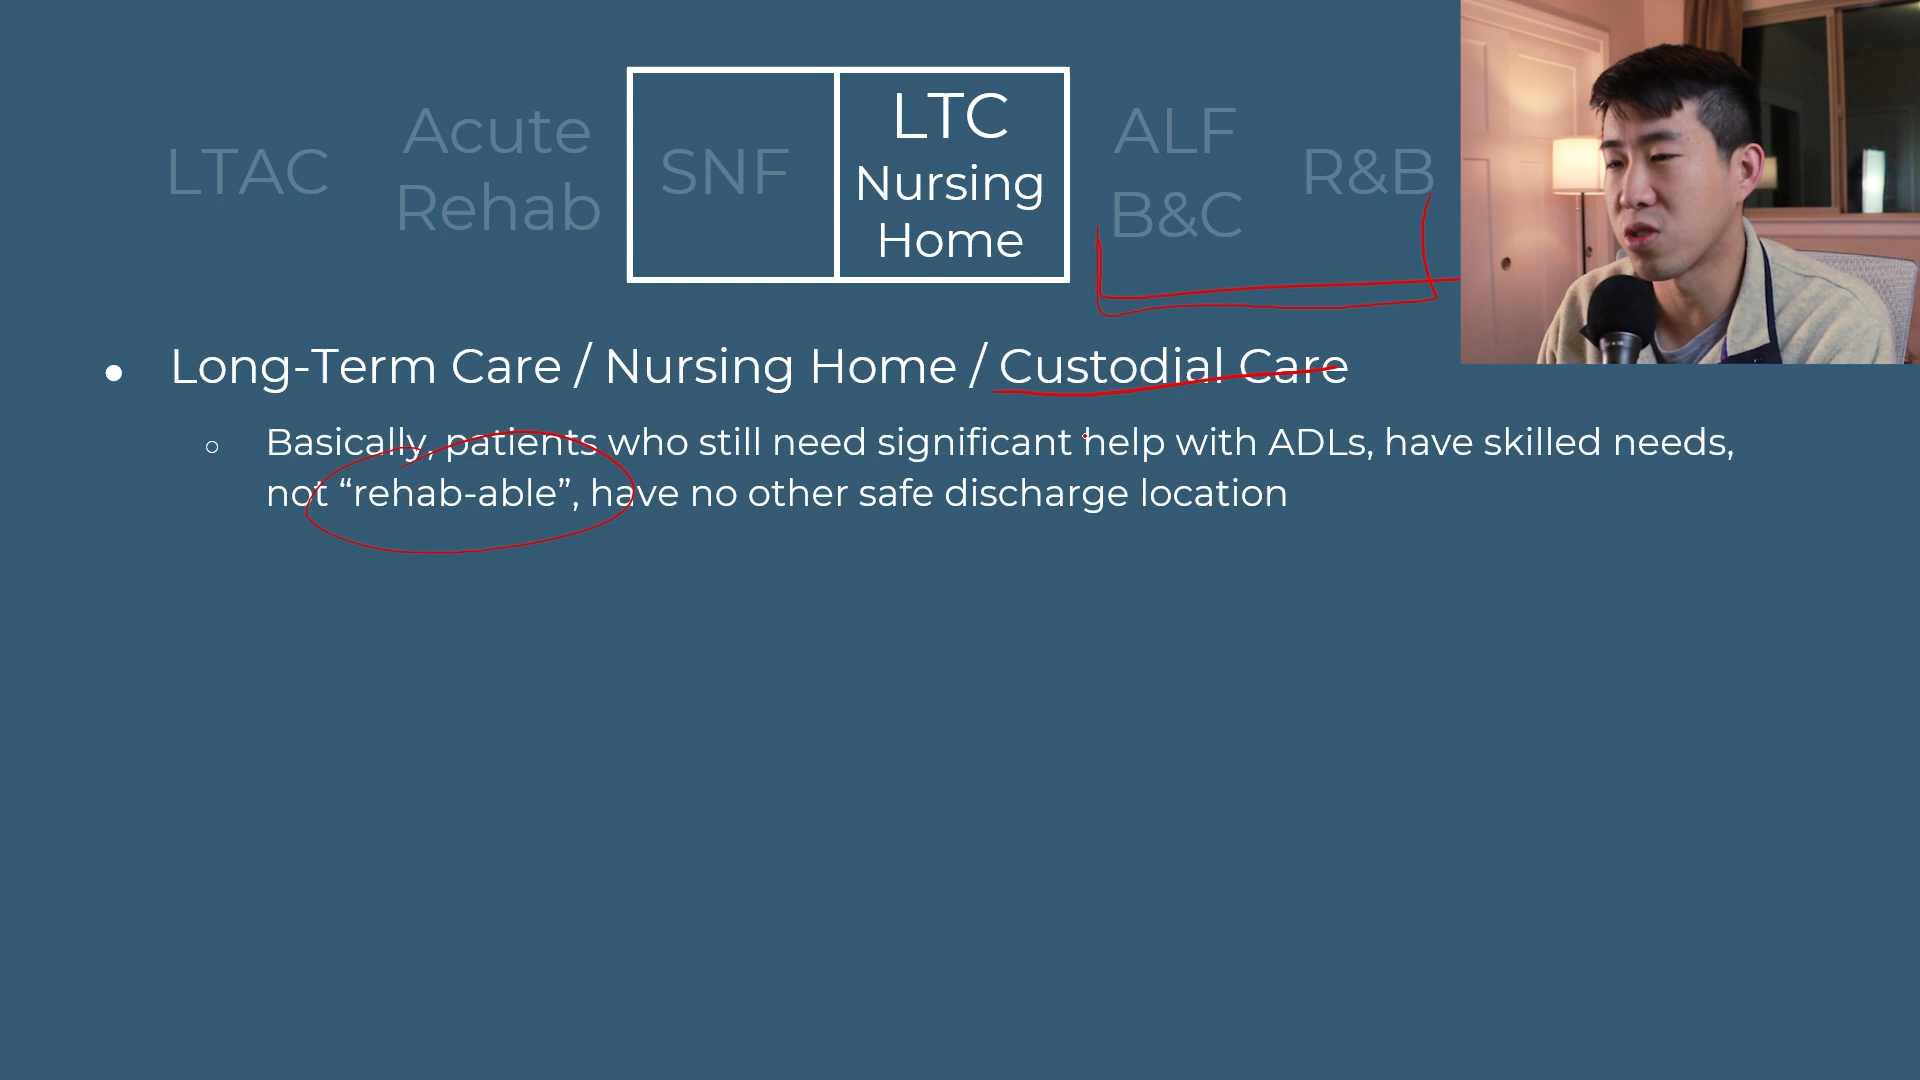 LTAC
Acute
Rehab
SNF
LTC
Nursing
Home
ALF
B&C
R&B
● Long-Term Care / Nursing Home / Custodial Care
○ Basically, patients who still need significant help with ADLs, have skilled needs,
not “rehab-able”, have no other safe discharge location